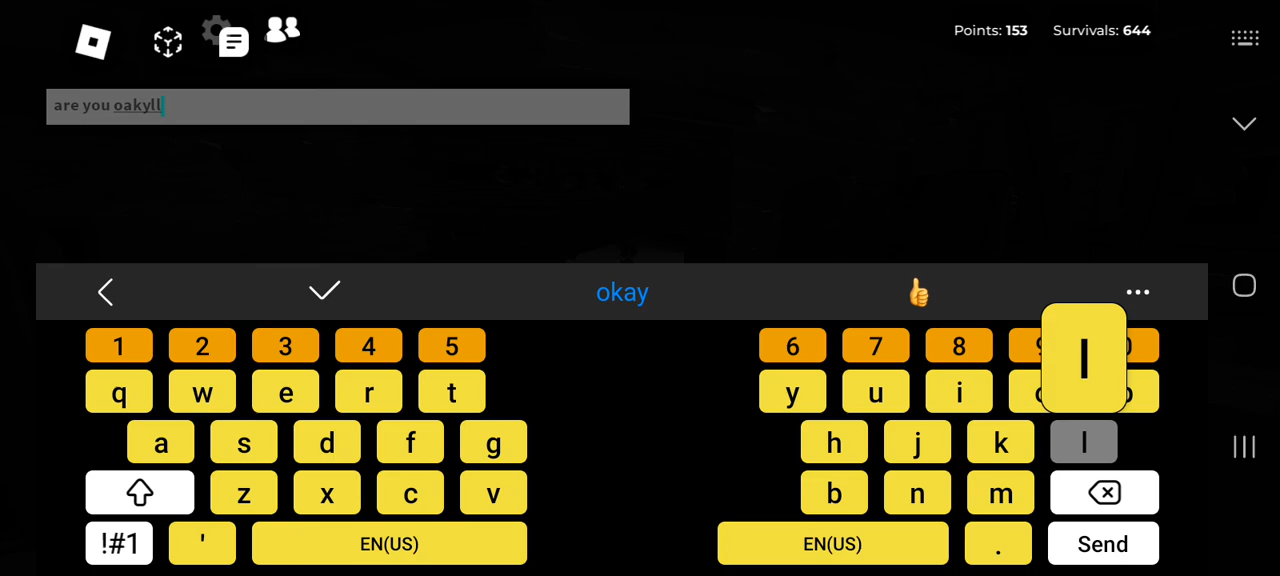 Points: 153 Survivals: 644
are you oakyll
okay
1 2 3 4 5 6 7 8
q w e r t y u i
l
a s d f g h j k l
z x c v b n m
!#1 ' EN(US) EN(US) . Send